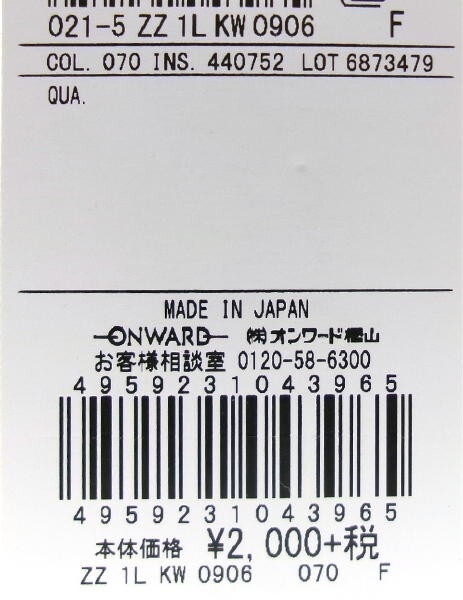 021-5 ZZ 1L KW 0906 F
COL. 070 INS. 440752 LOT 6873479
QUA.
MADE IN JAPAN
ONWARD ㈱オンワード樫山
お客様相談室 0120-58-6300
4959231043965
4959231043965
本体価格 ¥2,000+税
ZZ 1L KW 0906 070 F